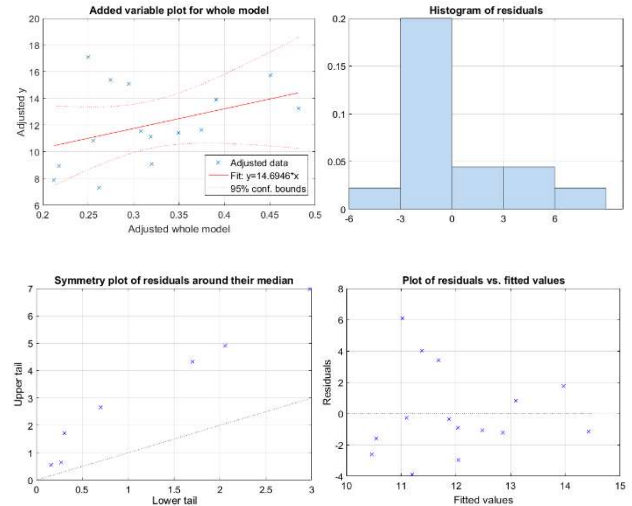 Added variable plot for whole model
Adjusted y
20
18
16
14
12
10
8
6
0.2 0.25 0.3 0.35 0.4 0.45 0.5
Adjusted whole model
Adjusted data
Fit: y=14.6946*x
95% conf. bounds
Histogram of residuals
0.2
0.15
0.1
0.05
0
-6 -3 0 3 6
Symmetry plot of residuals around their median
Upper tail
7
6
5
4
3
2
1
0
0 0.5 1 1.5 2 2.5 3
Lower tail
Plot of residuals vs. fitted values
Residuals
8
6
4
2
0
-2
-4
10 11 12 13 14 15
Fitted values